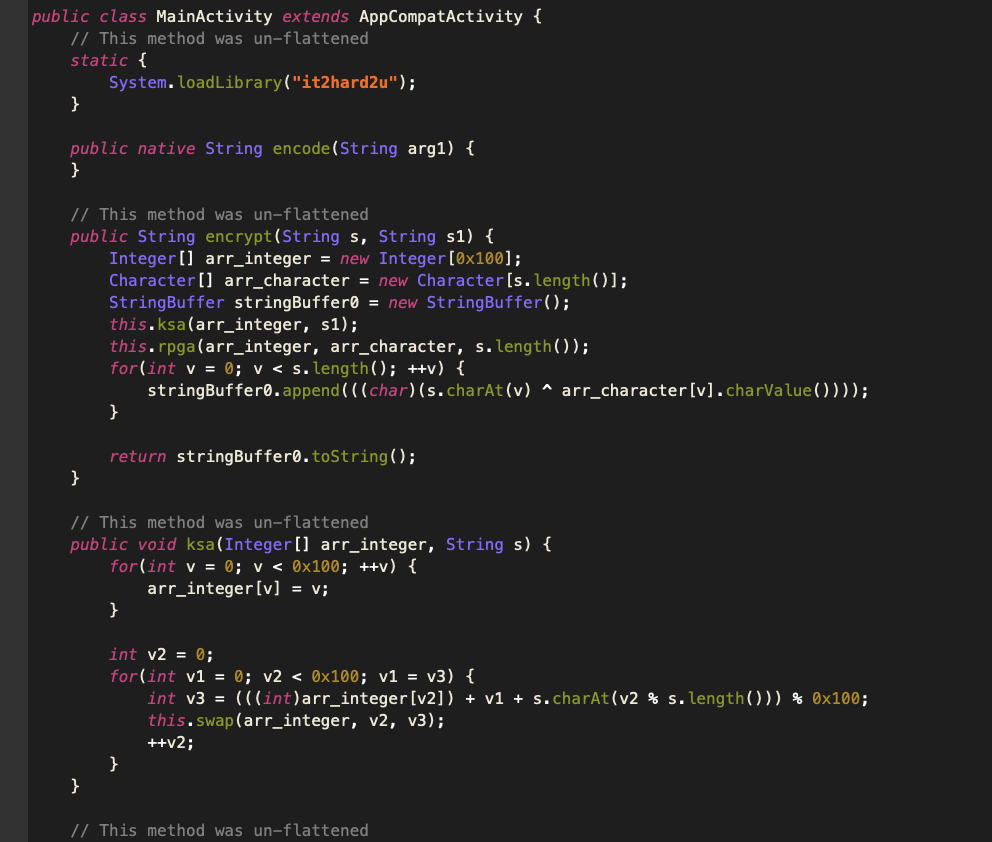 public class MainActivity extends AppCompatActivity {
    // This method was un-flattened
    static {
        System.loadLibrary("it2hard2u");
    }

    public native String encode(String arg1) {
    }

    // This method was un-flattened
    public String encrypt(String s, String s1) {
        Integer[] arr_integer = new Integer[0x100];
        Character[] arr_character = new Character[s.length()];
        StringBuffer stringBuffer0 = new StringBuffer();
        this.ksa(arr_integer, s1);
        this.rpga(arr_integer, arr_character, s.length());
        for(int v = 0; v < s.length(); ++v) {
            stringBuffer0.append(((char)(s.charAt(v) ^ arr_character[v].charValue())));
        }

        return stringBuffer0.toString();
    }

    // This method was un-flattened
    public void ksa(Integer[] arr_integer, String s) {
        for(int v = 0; v < 0x100; ++v) {
            arr_integer[v] = v;
        }

        int v2 = 0;
        for(int v1 = 0; v2 < 0x100; v1 = v3) {
            int v3 = (((int)arr_integer[v2]) + v1 + s.charAt(v2 % s.length())) % 0x100;
            this.swap(arr_integer, v2, v3);
            ++v2;
        }
    }

    // This method was un-flattened